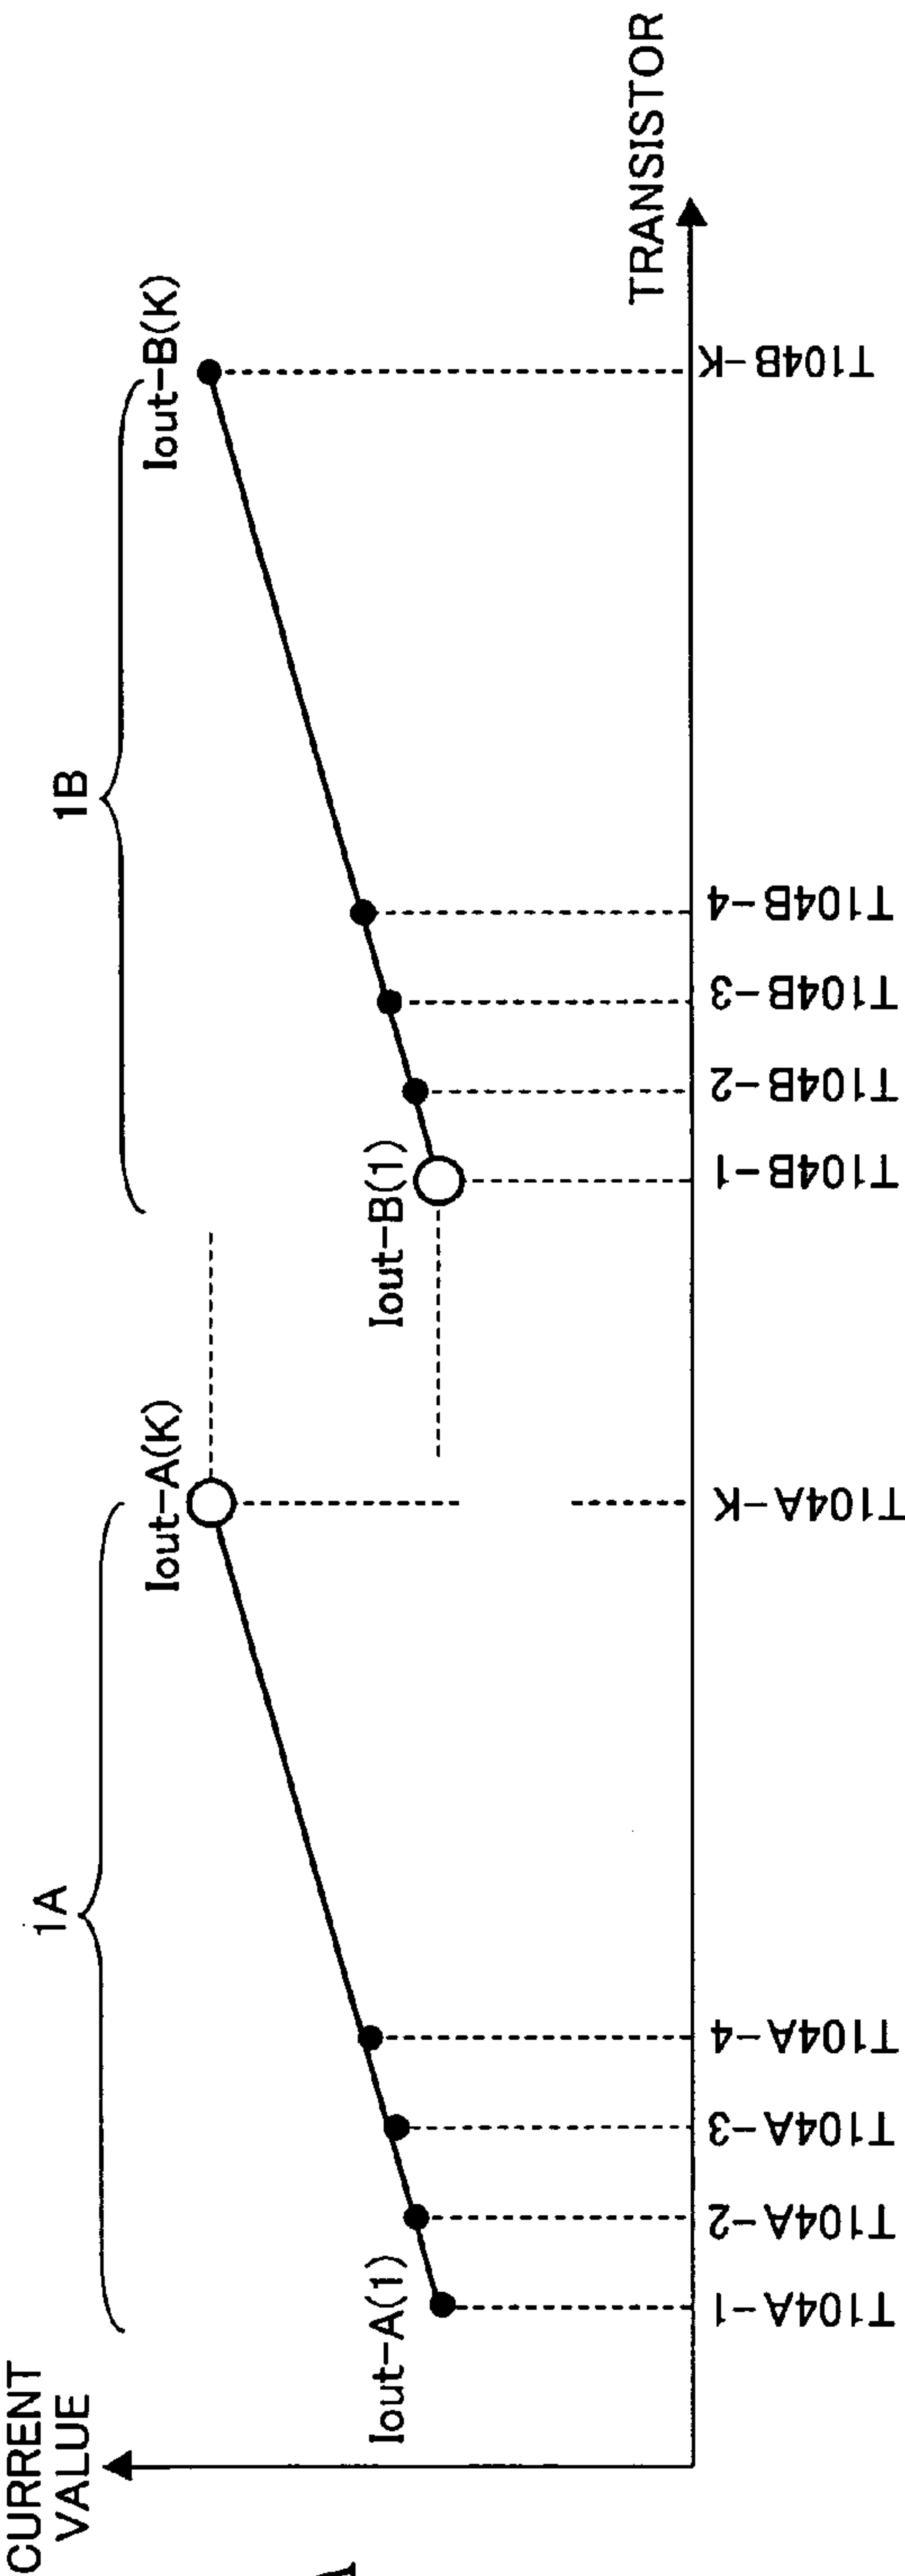 CURRENT
VALUE
1A
1B
Iout-A(1)
Iout-A(K)
Iout-B(1)
Iout-B(K)
T104A-1
T104A-2
T104A-3
T104A-4
T104A-K
T104B-1
T104B-2
T104B-3
T104B-4
T104B-K
TRANSISTOR
A